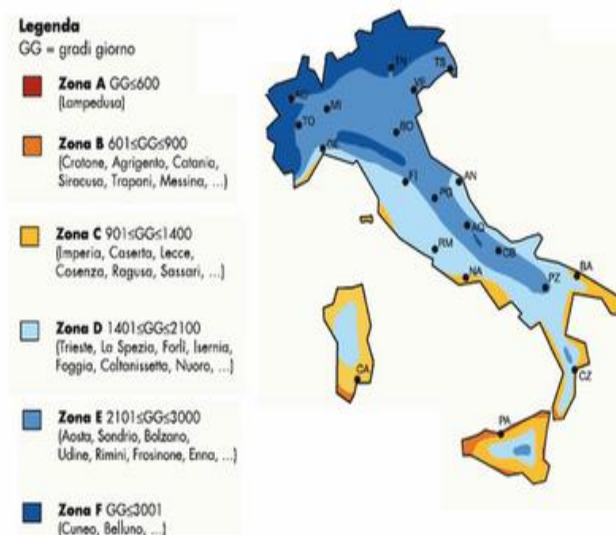 Legenda
GG = gradi giorno
Zona A GG≤600
(Lampedusa)
Zona B 601≤GG≤900
(Crotone, Agrigento, Catania,
Siracusa, Trapani, Messina, ...)
Zona C 901≤GG≤1400
(Imperia, Caserta, Lecce,
Cosenza, Ragusa, Sassari, ...)
Zona D 1401≤GG≤2100
(Trieste, La Spezia, Forlì, Isernia,
Foggia, Caltanissetta, Nuoro, ...)
Zona E 2101≤GG≤3000
(Aosta, Sondrio, Bolzano,
Udine, Rimini, Frosinone, Enna, ...)
Zona F GG≤3001
(Cuneo, Belluno, ...)
TN
TS
VE
MI
TO
BO
GE
FI
AN
PG
AQ
RM
CB
NA
BA
PZ
CA
CZ
PA